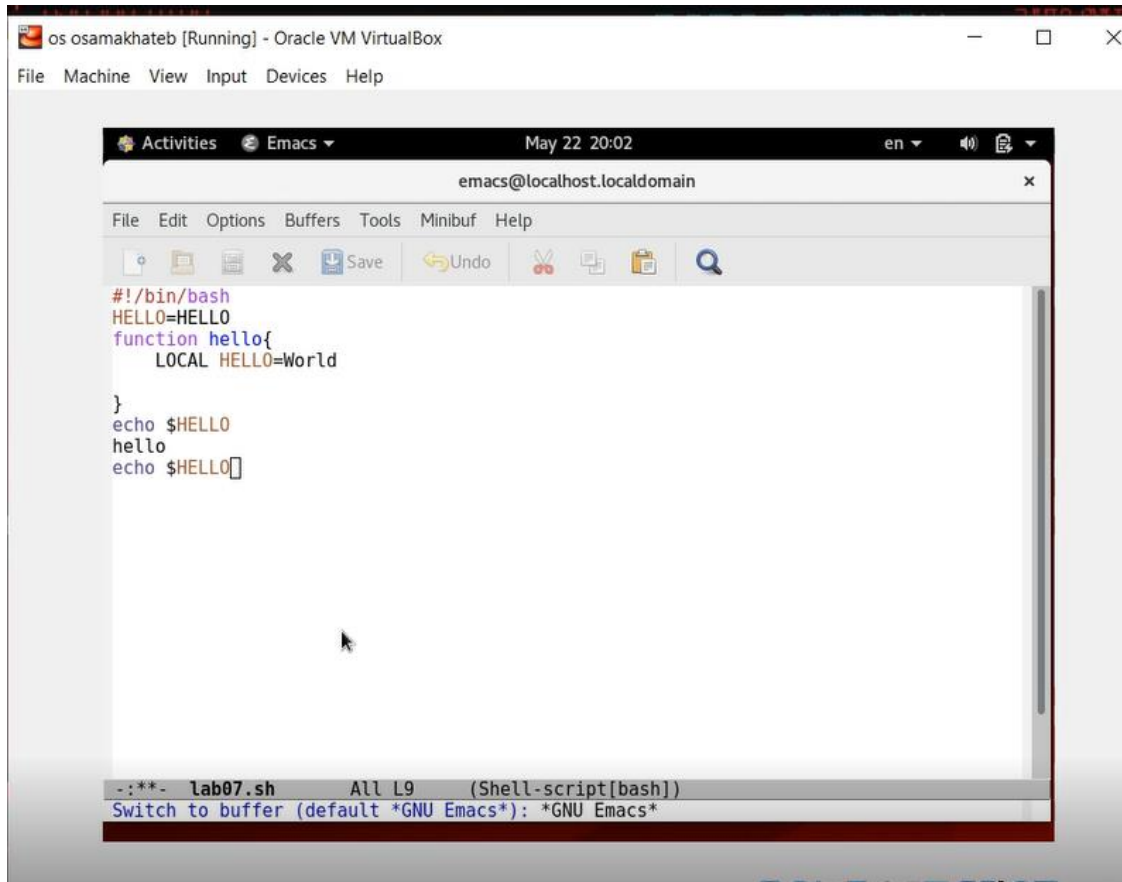 os osamakhateb [Running] - Oracle VM VirtualBox
File Machine View Input Devices Help
Activities Emacs May 22 20:02 en
emacs@localhost.localdomain
File Edit Options Buffers Tools Minibuf Help
Save Undo
#!/bin/bash
HELLO=HELLO
function hello{
    LOCAL HELLO=World
}
echo $HELLO
hello
echo $HELLO
-:**- lab07.sh All L9 (Shell-script[bash])
Switch to buffer (default *GNU Emacs*): *GNU Emacs*